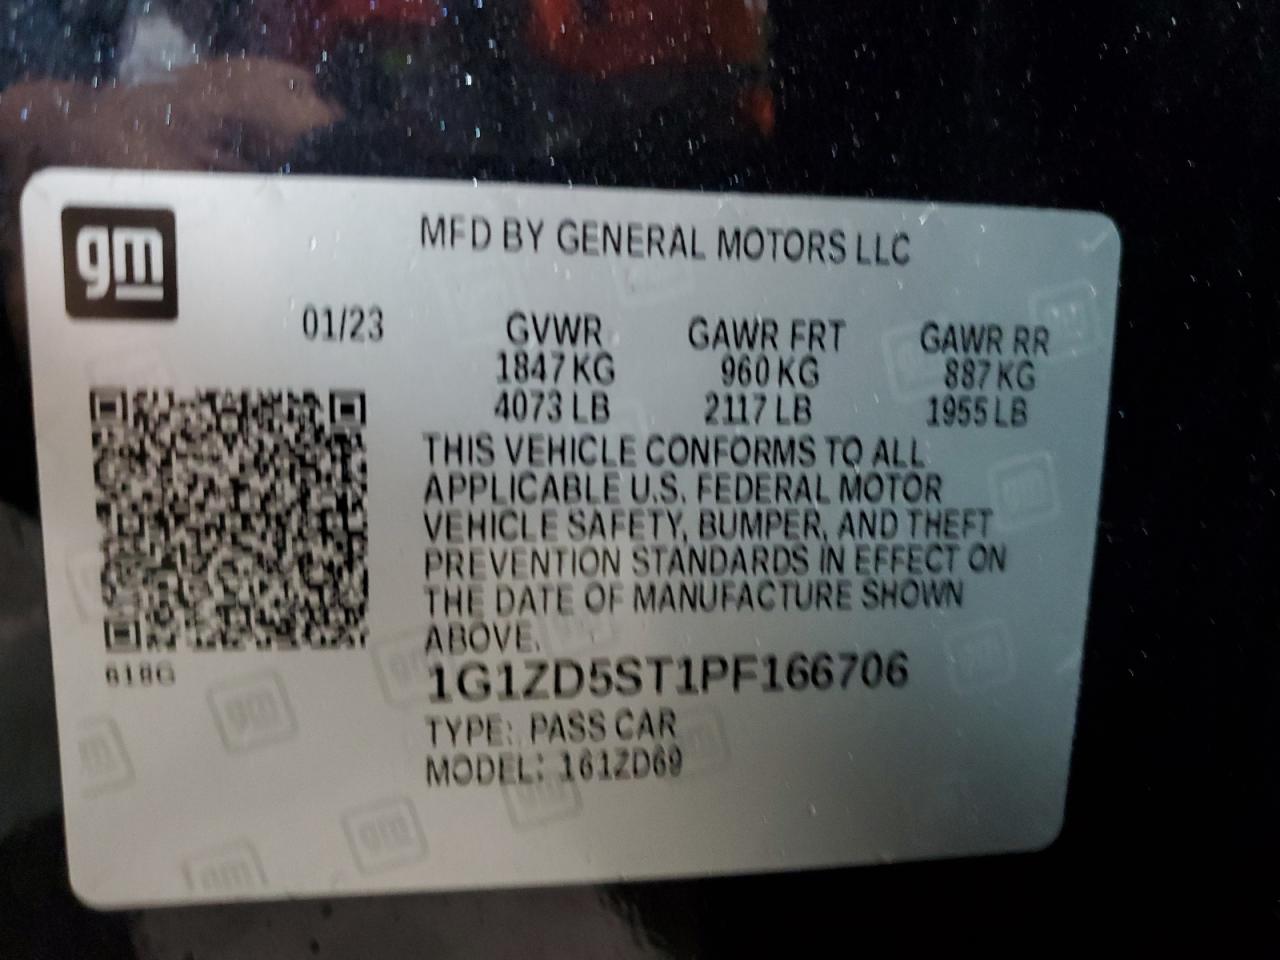 gm
MFD BY GENERAL MOTORS LLC
01/23 GVWR GAWR FRT GAWR RR
1847 KG 960 KG 887 KG
4073 LB 2117 LB 1955 LB
THIS VEHICLE CONFORMS TO ALL
APPLICABLE U.S. FEDERAL MOTOR
VEHICLE SAFETY, BUMPER, AND THEFT
PREVENTION STANDARDS IN EFFECT ON
THE DATE OF MANUFACTURE SHOWN
ABOVE.
618G
1G1ZD5ST1PF166706
TYPE: PASS CAR
MODEL: 161ZD69